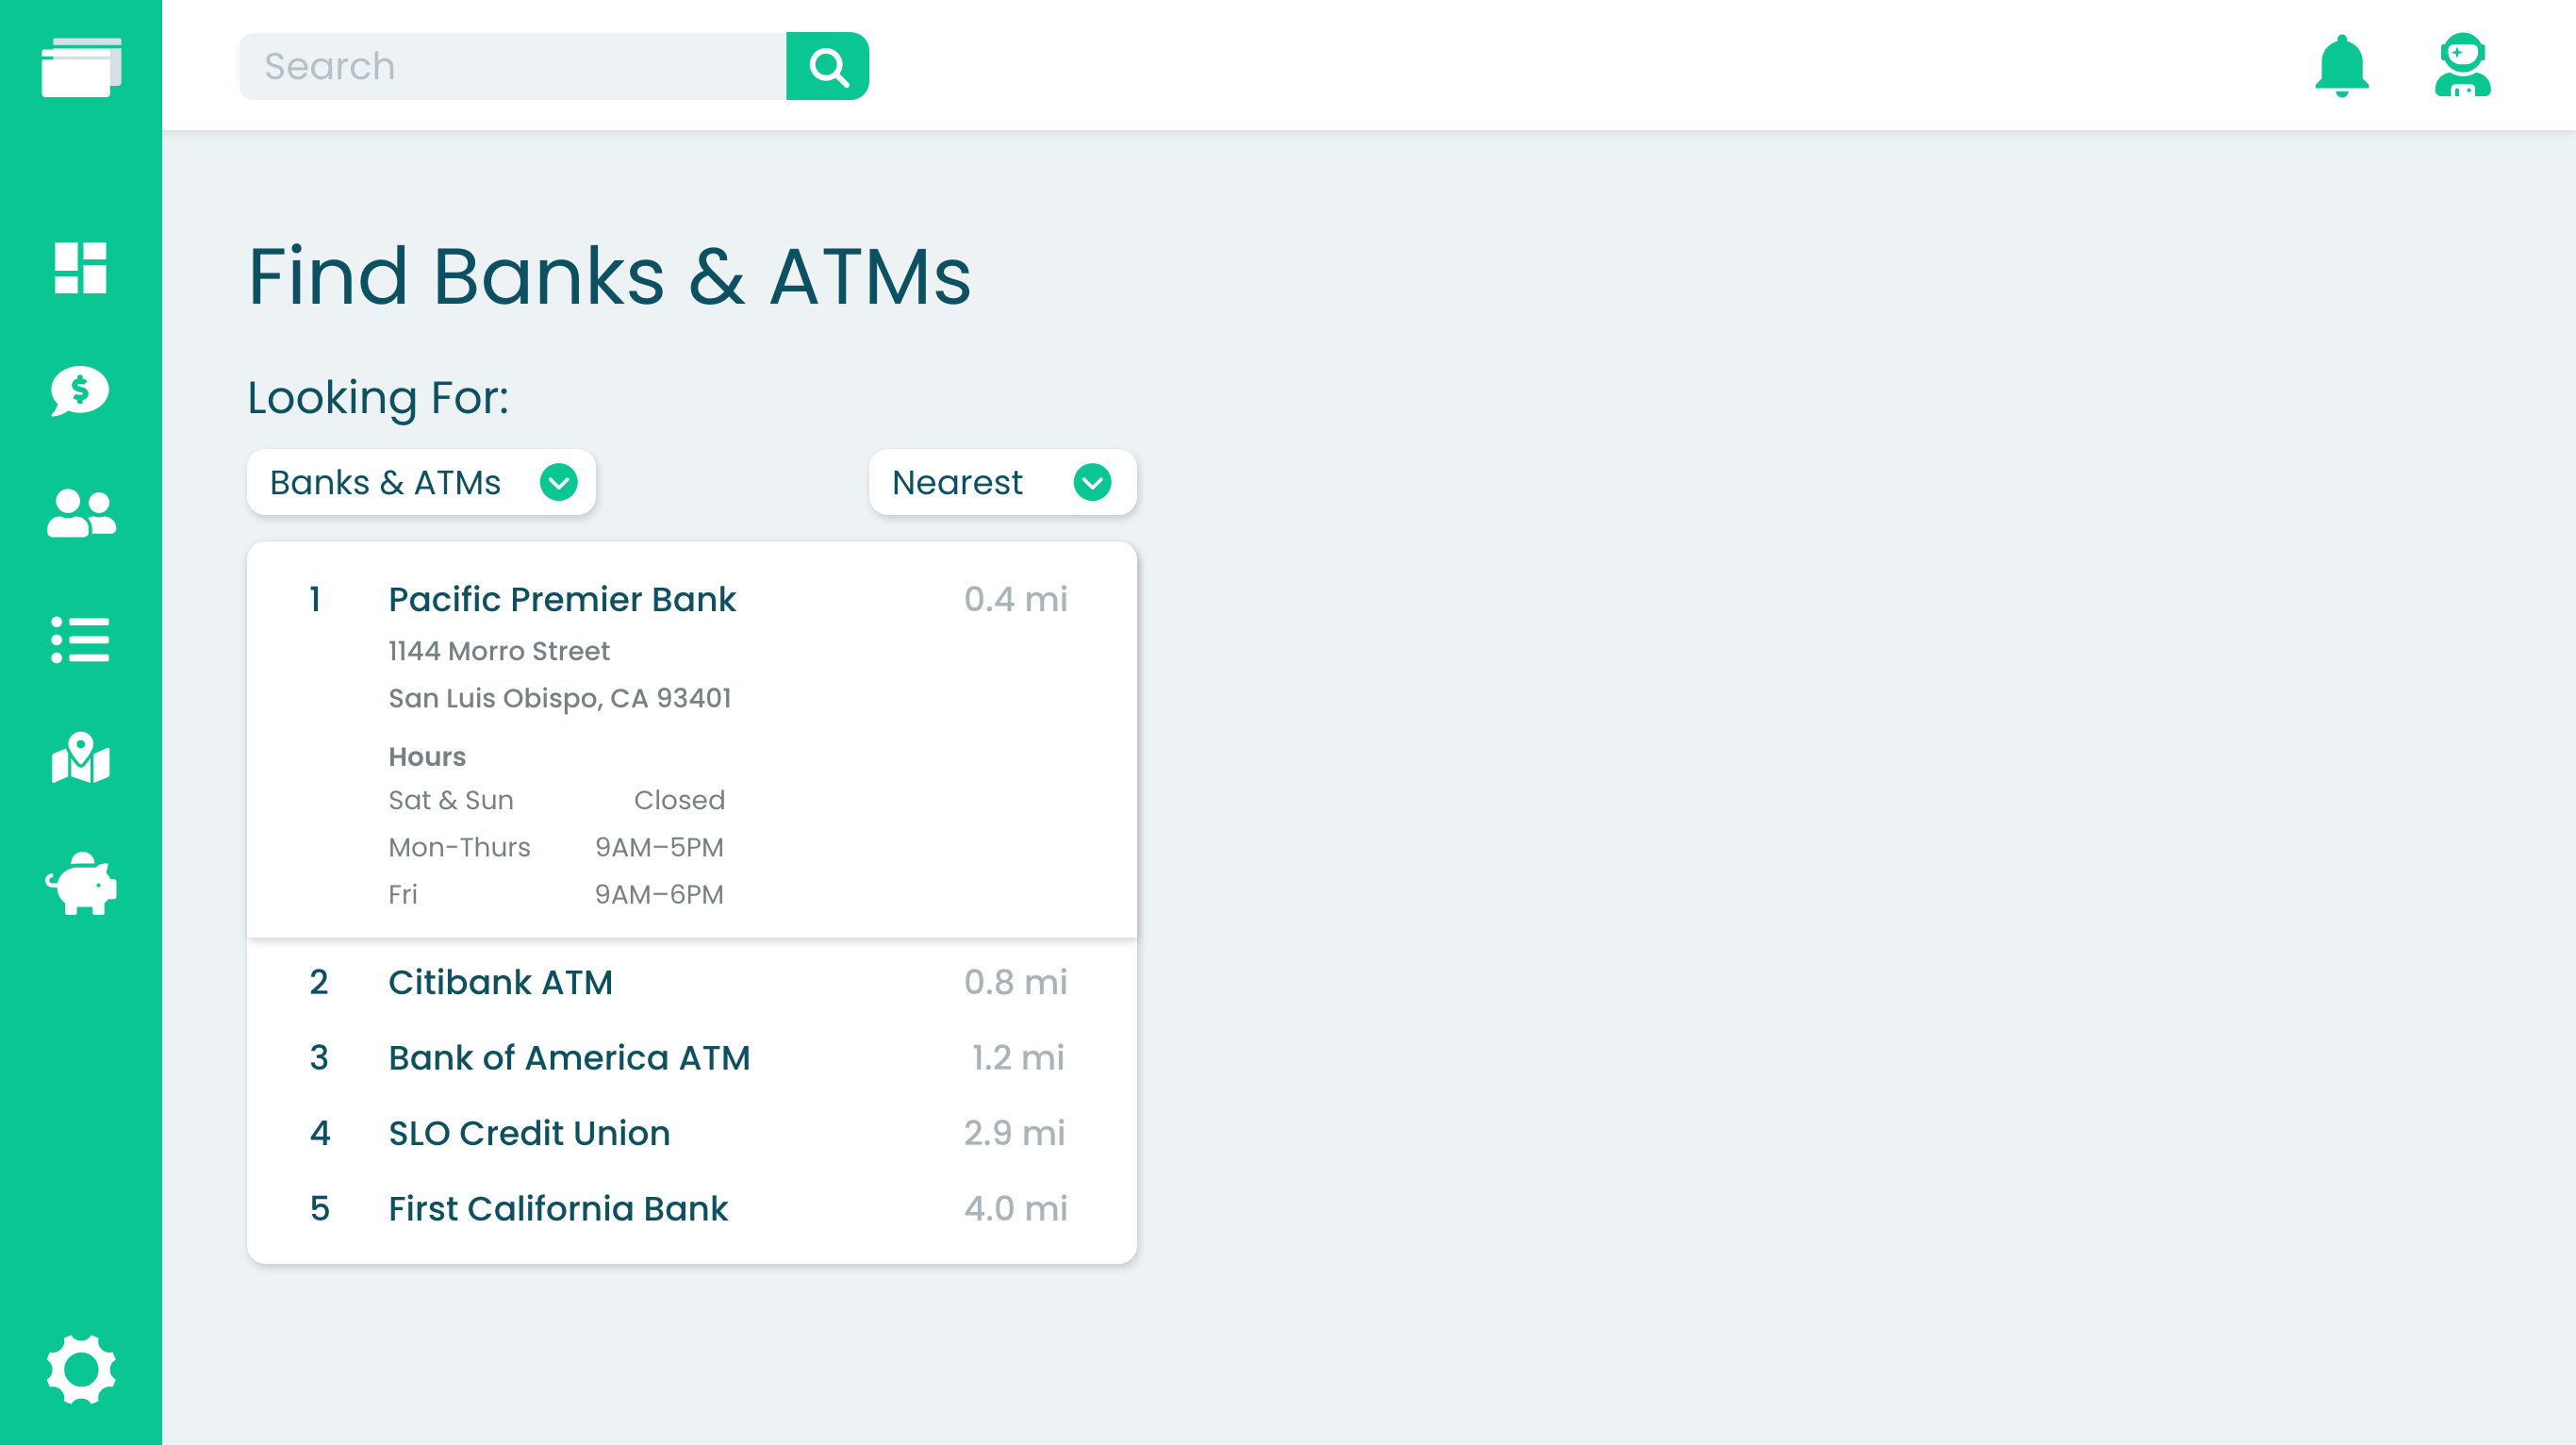 Search
Find Banks & ATMs
Looking For:
Banks & ATMs
Nearest
1 Pacific Premier Bank 0.4 mi
1144 Morro Street
San Luis Obispo, CA 93401
Hours
Sat & Sun Closed
Mon-Thurs 9AM–5PM
Fri 9AM–6PM
2 Citibank ATM 0.8 mi
3 Bank of America ATM 1.2 mi
4 SLO Credit Union 2.9 mi
5 First California Bank 4.0 mi